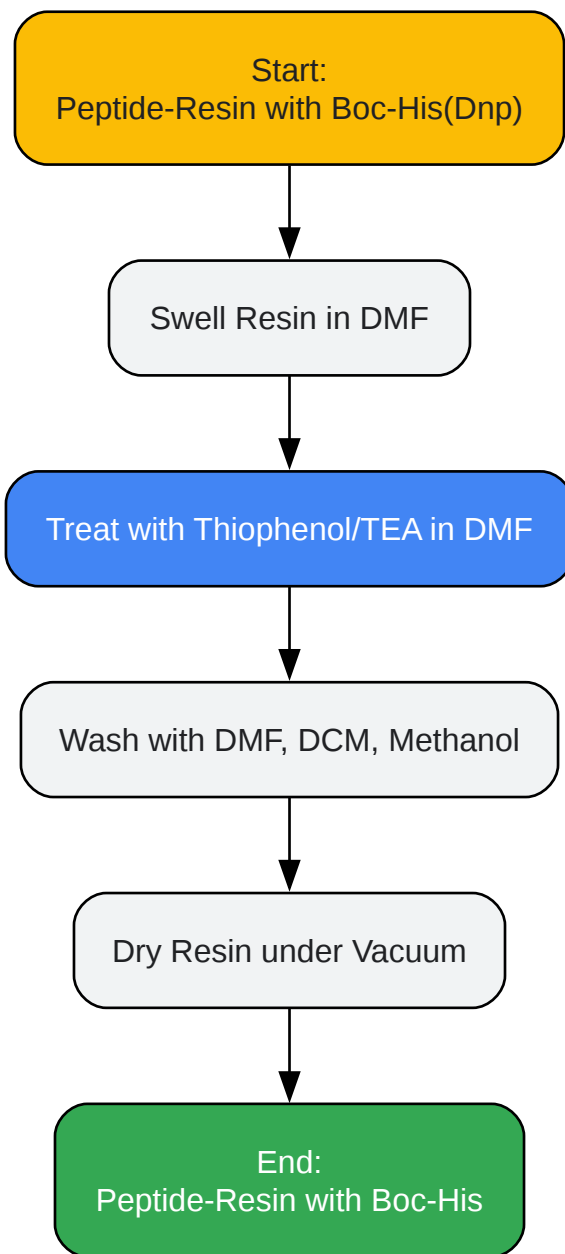 Start:
Peptide-Resin with Boc-His(Dnp)
Swell Resin in DMF
Treat with Thiophenol/TEA in DMF
Wash with DMF, DCM, Methanol
Dry Resin under Vacuum
End:
Peptide-Resin with Boc-His